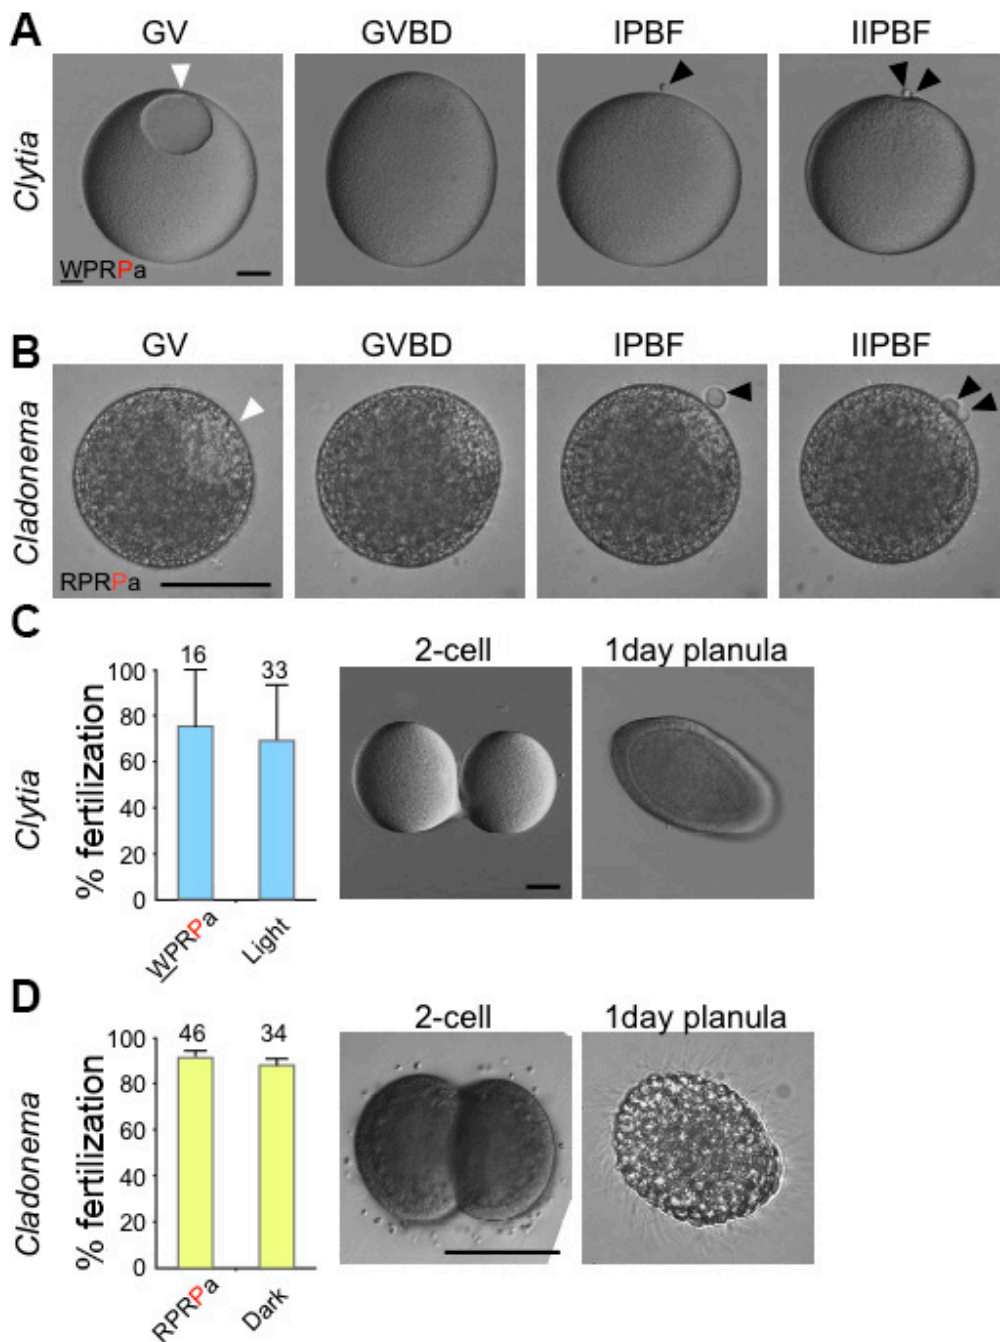 A
GV GVBD IPBF IIPBF
Clytia
WPRPa
B
GV GVBD IPBF IIPBF
Cladonema
RPRPa
C
Clytia
% fertilization
100
80
60
40
20
0
16 33
WPRPa Light
2-cell 1day planula
D
Cladonema
% fertilization
100
80
60
40
20
0
46 34
RPRPa Dark
2-cell 1day planula